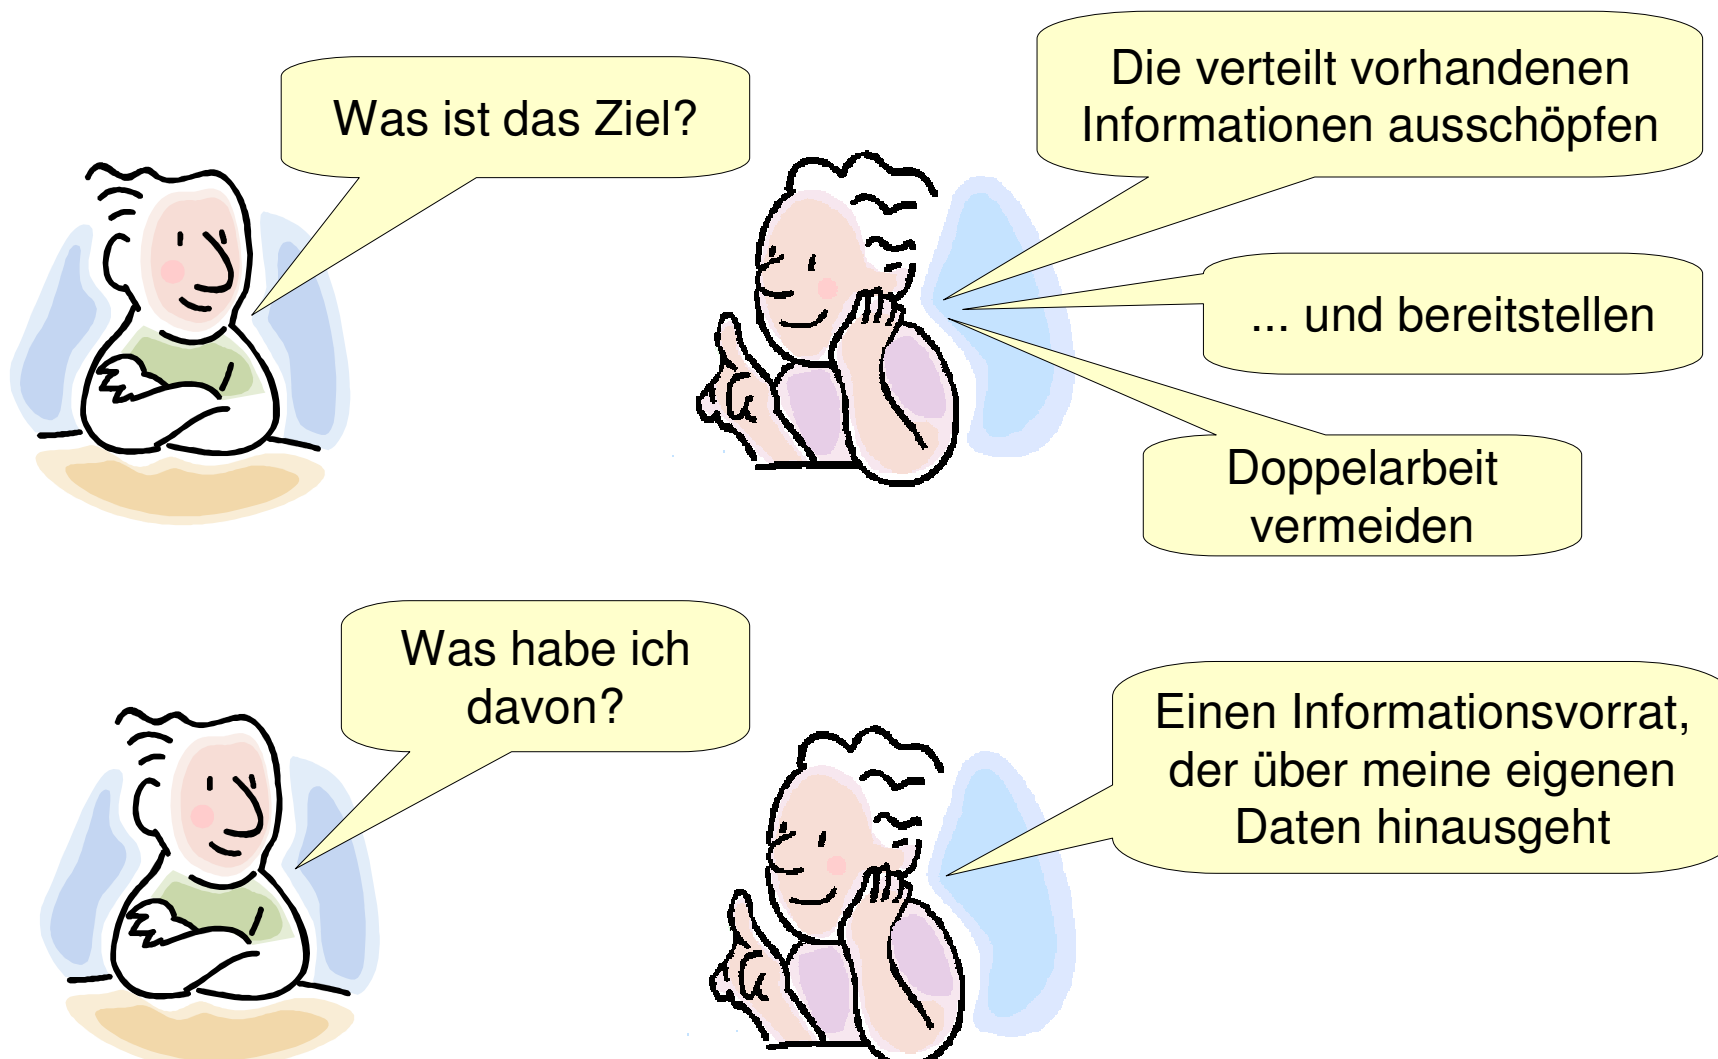 Was ist das Ziel?
Die verteilt vorhandenen
Informationen ausschöpfen
... und bereitstellen
Doppelarbeit
vermeiden
Was habe ich
davon?
Einen Informationsvorrat,
der über meine eigenen
Daten hinausgeht